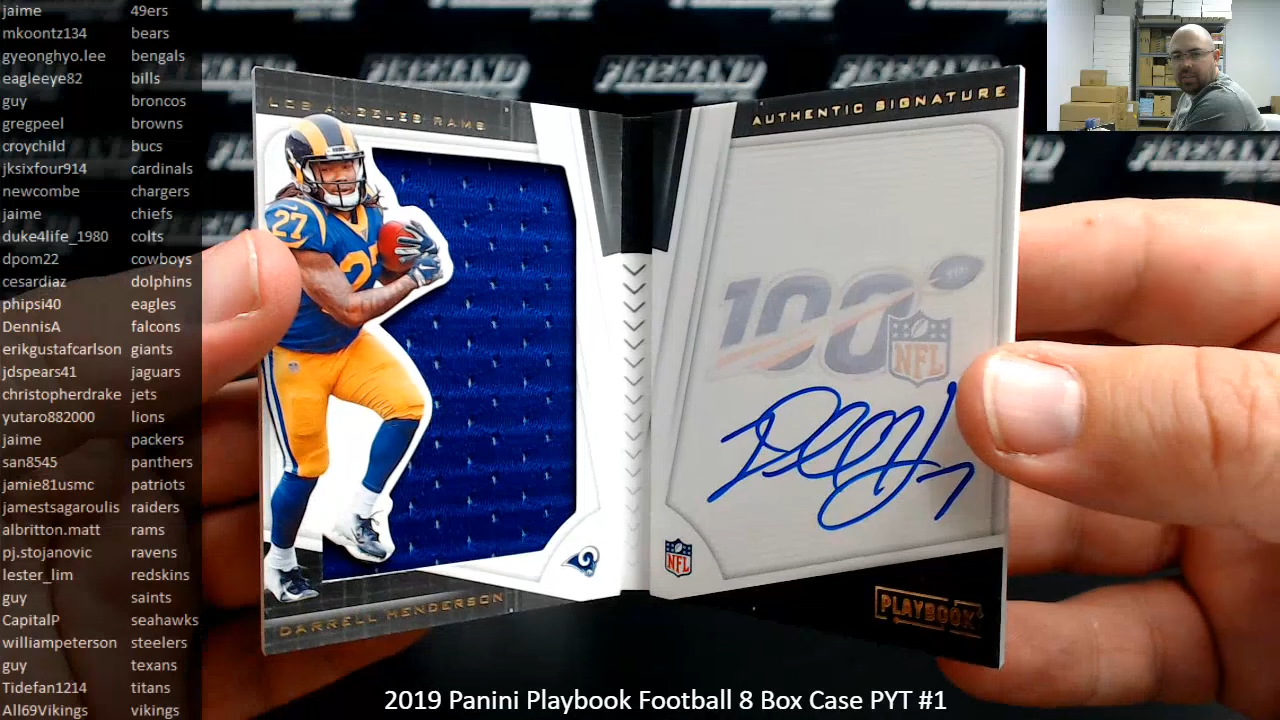 jaime 49ers
mkoontz134 bears
gyeonghyo.lee bengals
eagleeye82 bills
guy broncos
gregpeel browns
croychild bucs
jksixfour914 cardinals
newcombe chargers
jaime chiefs
duke4life_1980 colts
dpom22 cowboys
cesardiaz dolphins
phipsi40 eagles
DennisA falcons
erikgustafcarlson giants
jdspears41 jaguars
christopherdrake jets
yutaro882000 lions
jaime packers
san8545 panthers
jamie81usmc patriots
jamestsagaroulis raiders
albritton.matt rams
pj.stojanovic ravens
lester_lim redskins
guy saints
CapitalP seahawks
williampeterson steelers
guy texans
Tidefan1214 titans
All69Vikings vikings
FIREHAND
LOS ANGELES RAMS
27
27
DARRELL HENDERSON
AUTHENTIC SIGNATURE
100
NFL
NFL
PLAYBOOK
2019 Panini Playbook Football 8 Box Case PYT #1